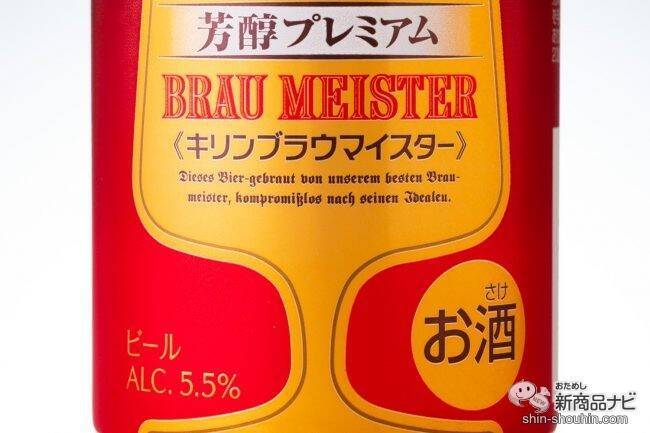 芳醇プレミアム
BRAU MEISTER
《キリンブラウマイスター》
Dieses Bier-gebraut von unserem besten Brau-
meister, kompromißlos nach seinen Idealen.
さけ
お酒
ビール
ALC. 5.5%
おためし
新商品ナビ
NEW
shin-shouhin.com